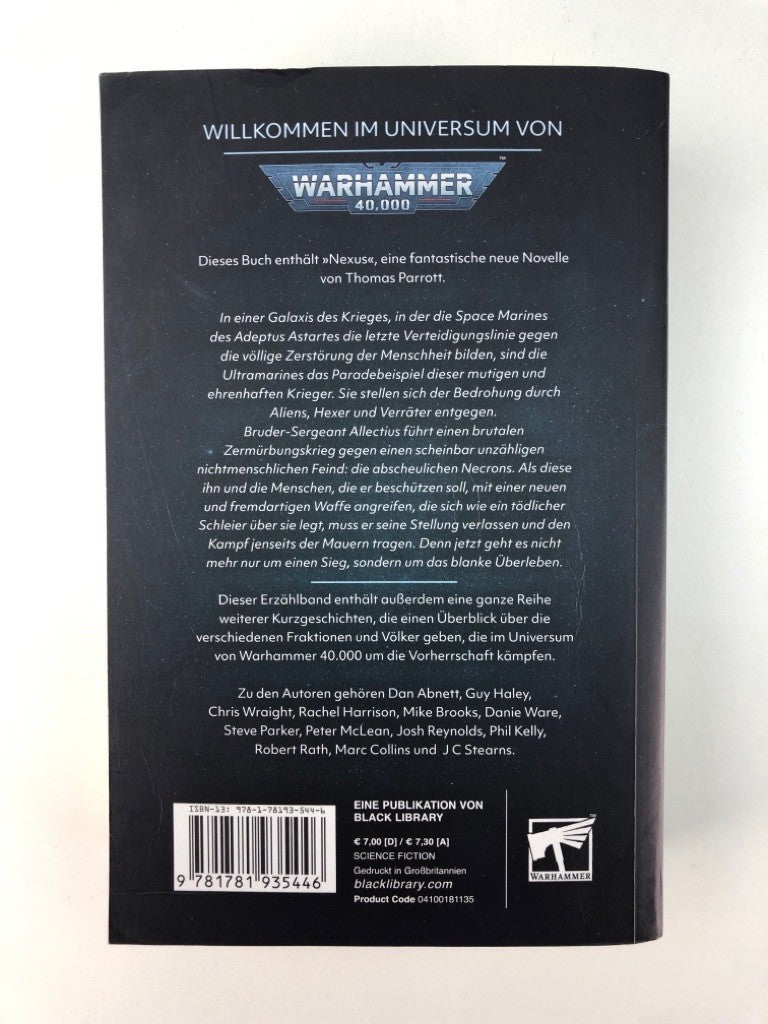 WILLKOMMEN IM UNIVERSUM VON
WARHAMMER™
40,000
Dieses Buch enthält »Nexus«, eine fantastische neue Novelle
von Thomas Parrott.
In einer Galaxis des Krieges, in der die Space Marines
des Adeptus Astartes die letzte Verteidigungslinie gegen
die völlige Zerstörung der Menschheit bilden, sind die
Ultramarines das Paradebeispiel dieser mutigen und
ehrenhaften Krieger. Sie stellen sich der Bedrohung durch
Aliens, Hexer und Verräter entgegen.
Bruder-Sergeant Allectius führt einen brutalen
Zermürbungskrieg gegen einen scheinbar unzähligen
nichtmenschlichen Feind: die abscheulichen Necrons. Als diese
ihn und die Menschen, die er beschützen soll, mit einer neuen
und fremdartigen Waffe angreifen, die sich wie ein tödlicher
Schleier über sie legt, muss er seine Stellung verlassen und den
Kampf jenseits der Mauern tragen. Denn jetzt geht es nicht
mehr nur um einen Sieg, sondern um das blanke Überleben.
Dieser Erzählband enthält außerdem eine ganze Reihe
weiterer Kurzgeschichten, die einen Überblick über die
verschiedenen Fraktionen und Völker geben, die im Universum
von Warhammer 40.000 um die Vorherrschaft kämpfen.
Zu den Autoren gehören Dan Abnett, Guy Haley,
Chris Wraight, Rachel Harrison, Mike Brooks, Danie Ware,
Steve Parker, Peter McLean, Josh Reynolds, Phil Kelly,
Robert Rath, Marc Collins und J C Stearns.
ISBN-13: 978-1-78193-544-6
9 781781 935446
EINE PUBLIKATION VON
BLACK LIBRARY
€ 7,00 [D] / € 7,30 [A]
SCIENCE FICTION
Gedruckt in Großbritannien
blacklibrary.com
Product Code 04100181135
™
WARHAMMER